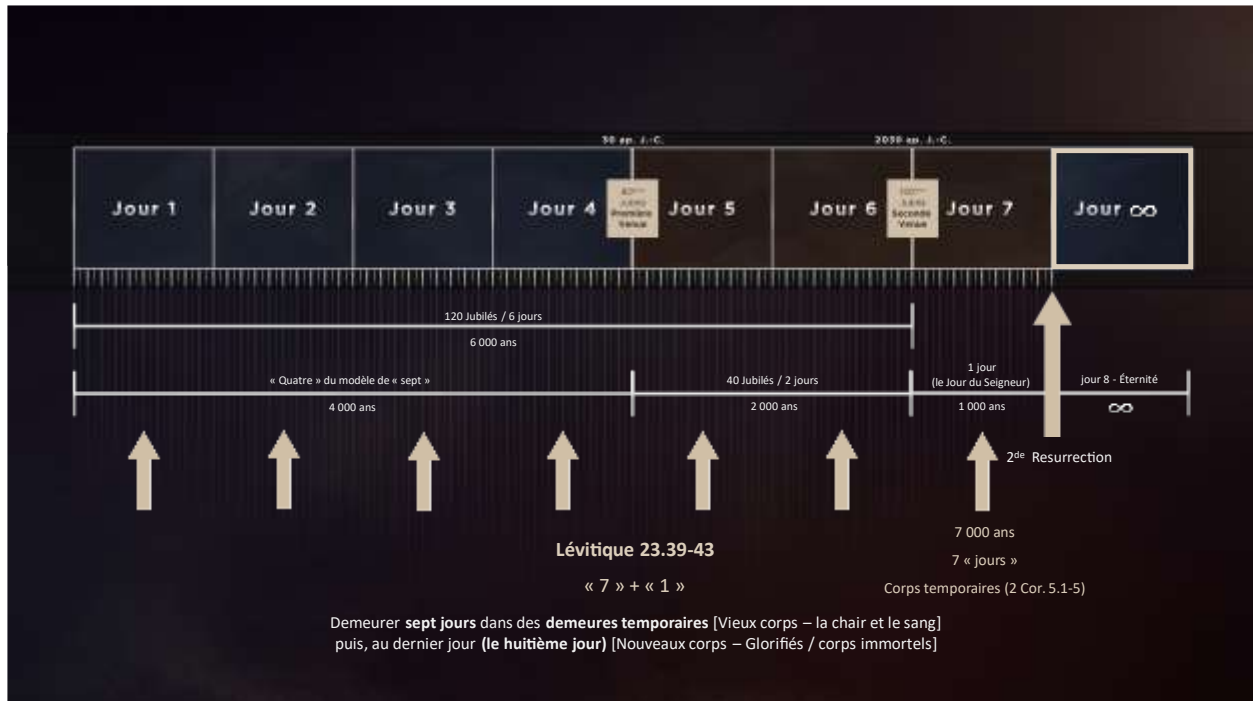 30 ap. J.-C.
2030 ap. J.-C.
Jour 1
Jour 2
Jour 3
Jour 4
Jubilé
Première
Venue
Jour 5
Jour 6
Jubilé
Seconde
Venue
Jour 7
Jour ∞
120 Jubilés / 6 jours
6 000 ans
« Quatre » du modèle de « sept »
4 000 ans
40 Jubilés / 2 jours
2 000 ans
1 jour
(le Jour du Seigneur)
1 000 ans
jour 8 - Éternité
∞
2de Resurrection
Lévitique 23.39-43
« 7 » + « 1 »
7 000 ans
7 « jours »
Corps temporaires (2 Cor. 5.1-5)
Demeurer sept jours dans des demeures temporaires [Vieux corps – la chair et le sang]
puis, au dernier jour (le huitième jour) [Nouveaux corps – Glorifiés / corps immortels]